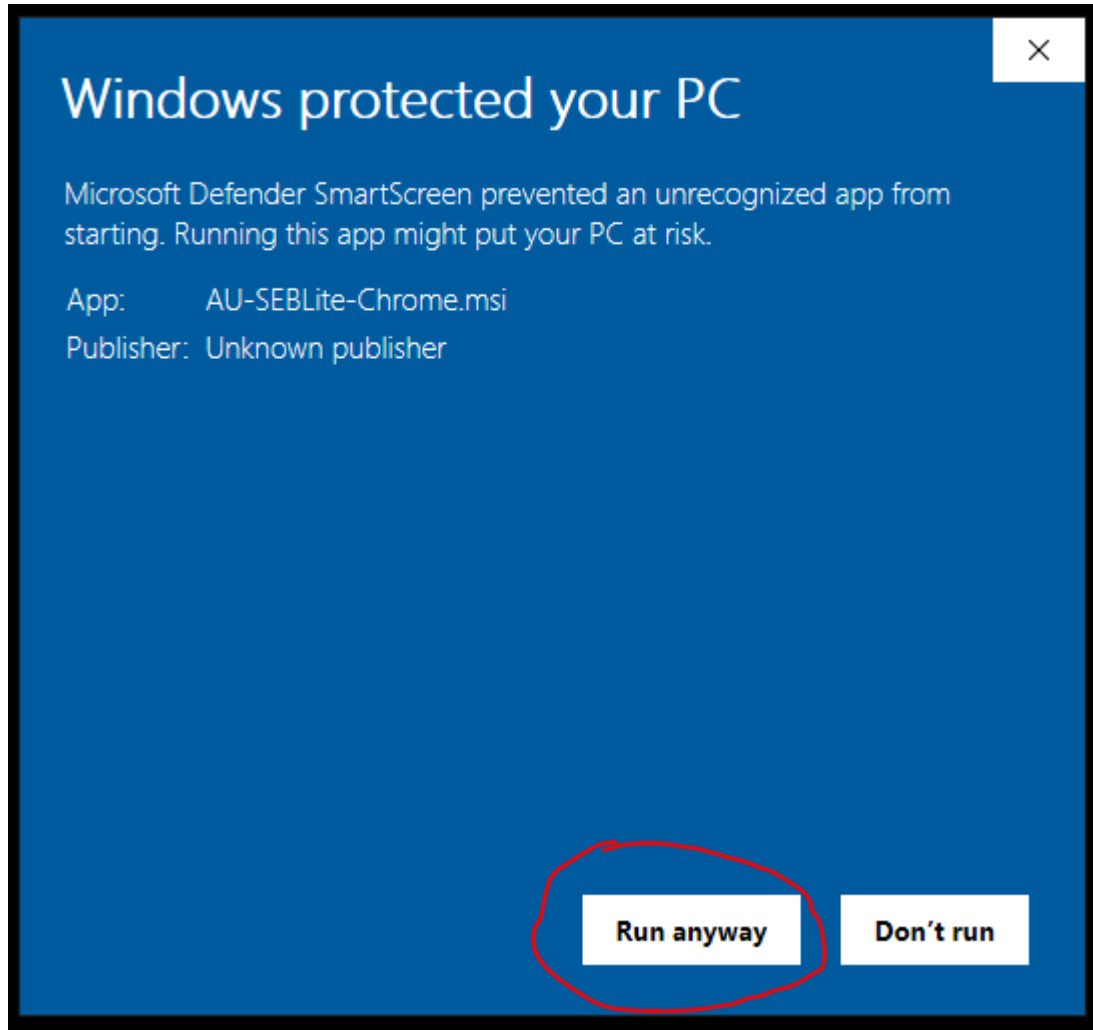 Windows protected your PC
Microsoft Defender SmartScreen prevented an unrecognized app from
starting. Running this app might put your PC at risk.
App: AU-SEBLite-Chrome.msi
Publisher: Unknown publisher
Run anyway Don't run